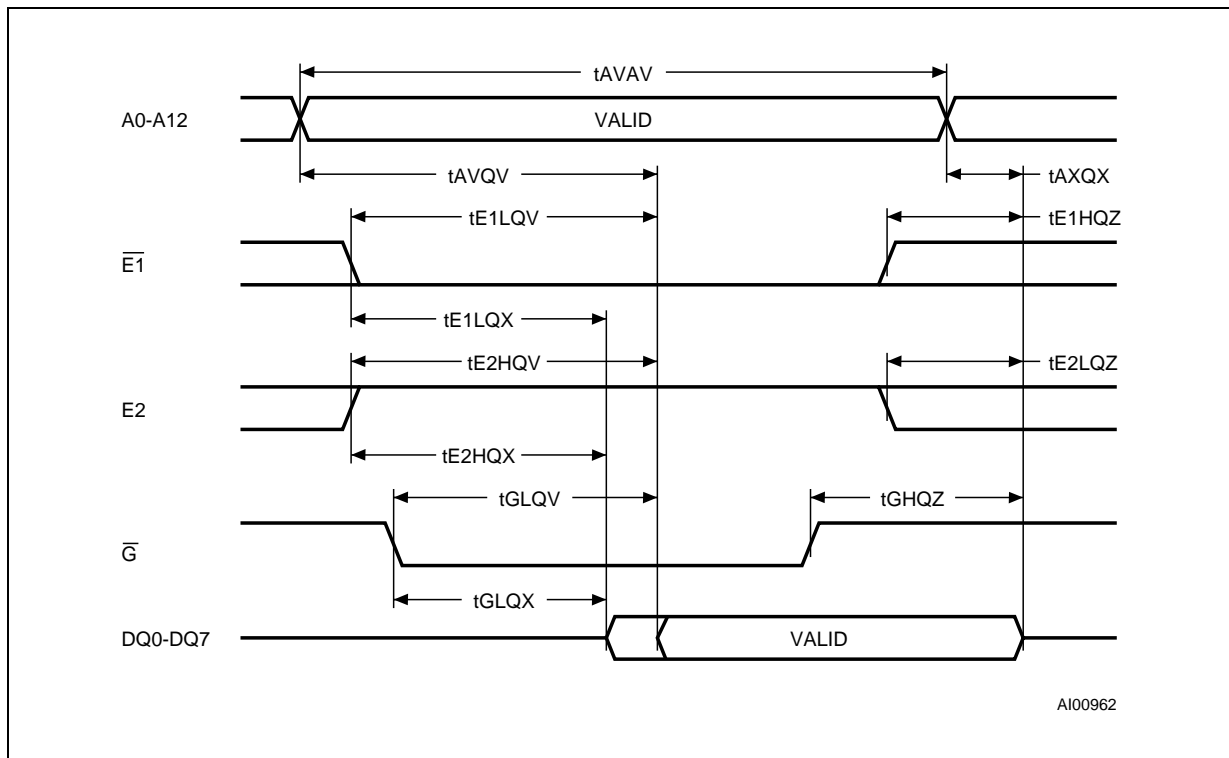 tAVAV
A0-A12 VALID
tAVQV tAXQX
tE1LQV tE1HQZ
E1
tE1LQX
tE2HQV tE2LQZ
E2
tE2HQX
tGLQV tGHQZ
G
tGLQX
DQ0-DQ7 VALID
AI00962